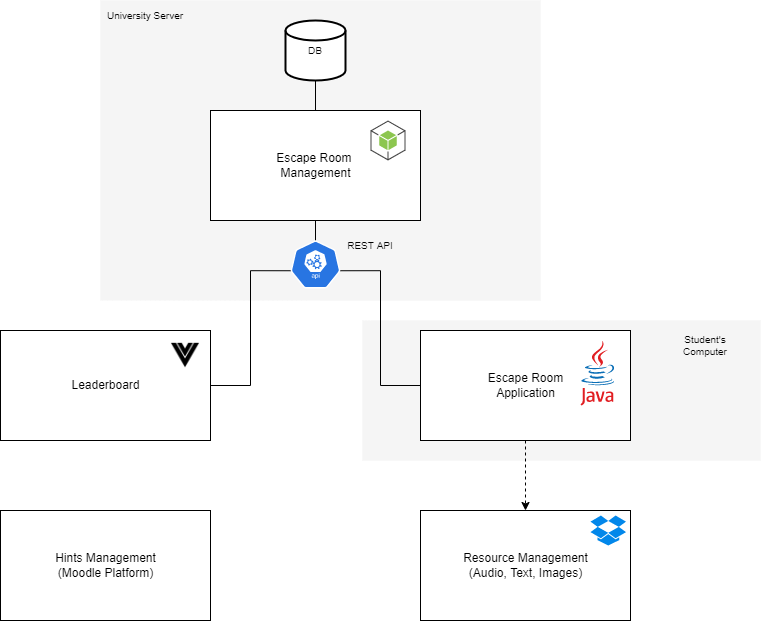 University Server
DB
Escape Room
Management
REST API
api
Student's
Computer
Leaderboard
Escape Room
Application
Java
Hints Management
(Moodle Platform)
Resource Management
(Audio, Text, Images)